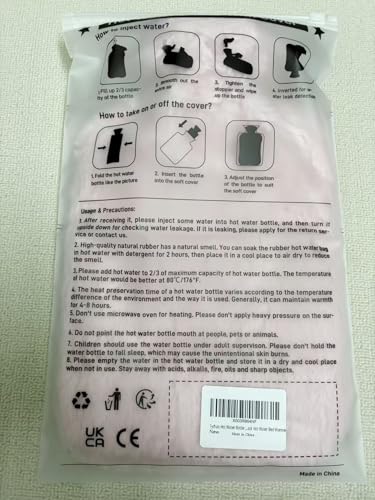 How to inject water?
1.Fill up 2/3 capac-
ity of the bottle
2. Smooth out the
3. Tighten the
stopper and wipe
up the bottle
4. Inverted for
water leak detection
How to take on or off the cover?
1. Fold the hot water
bottle like the picture
2. Insert the bottle
into the soft cover
3. Adjust the position
of the bottle to suit
the soft cover
Usage & Precautions:
1. After receiving it, please inject some water into hot water bottle, and then turn it
upside down for checking water leakage. If it is leaking, please apply for the return ser-
vice or contact us.
2. High-quality natural rubber has a natural smell. You can soak the rubber hot water bag
in hot water with detergent for 2 hours, then place it in a cool place to air dry to reduce
the smell.
3.Please add hot water to 2/3 of maximum capacity of hot water bottle. The temperature
of hot water would be better at 80℃/176°F.
4. The heat preservation time of a hot water bottle varies according to the temperature
difference of the environment and the way it is used. Generally, it can maintain warmth
for 4-8 hours.
5. Don't use microwave oven for heating. Please don't apply heavy pressure on the sur-
face.
6. Do not point the hot water bottle mouth at people, pets or animals.
7. Children should use the water bottle under adult supervison. Please don't hold the
water bottle to fall sleep, which may cause the unintentional skin burns.
8. Please empty the water in the hot water bottle and store it in a dry and cool place
when not in use. Stay away with acids, alkalis, fire, oils and sharp objects.
UK
CA
CE
New
Made in China
Made in China